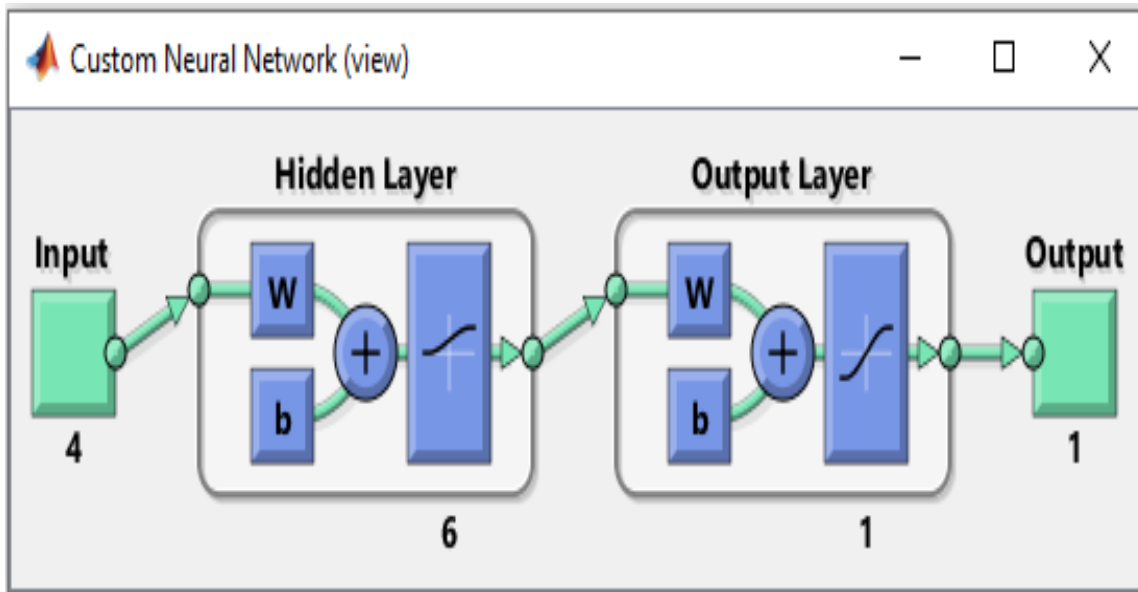 Custom Neural Network (view)
Hidden Layer
Output Layer
Input
Output
W
W
b
b
4
1
6
1